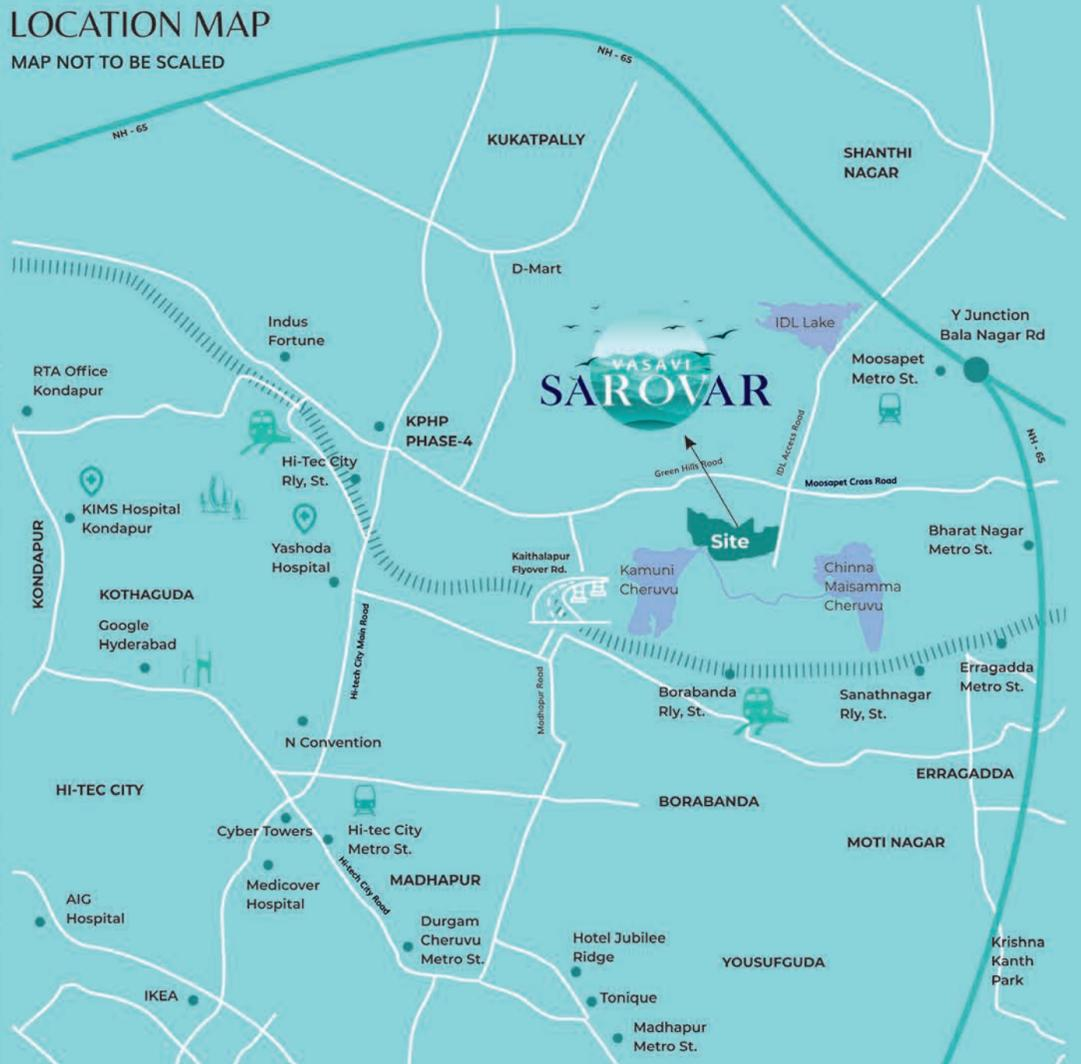 LOCATION MAP
MAP NOT TO BE SCALED
NH - 65
NH - 65
KUKATPALLY
SHANTHI
NAGAR
D-Mart
IDL Lake
Y Junction
Bala Nagar Rd
Indus
Fortune
VASAVI
SAROVAR
Moosapet
Metro St.
RTA Office
Kondapur
KPHP
PHASE-4
NH - 65
IDL Access Road
Hi-Tec City
Rly, St.
Green Hills Road
Moosapet Cross Road
KIMS Hospital
Kondapur
Site
Bharat Nagar
Metro St.
Yashoda
Hospital
Kaithalapur
Flyover Rd.
Kamuni
Cheruvu
Chinna
Maisamma
Cheruvu
KONDAPUR
KOTHAGUDA
Google
Hyderabad
Hi-tech City Main Road
Madhapur Road
Borabanda
Rly, St.
Sanathnagar
Rly, St.
Erragadda
Metro St.
N Convention
ERRAGADDA
HI-TEC CITY
BORABANDA
Cyber Towers
Hi-tec City
Metro St.
MOTI NAGAR
Hi-tech City Road
MADHAPUR
Medicover
Hospital
AIG
Hospital
Durgam
Cheruvu
Metro St.
Hotel Jubilee
Ridge
YOUSUFGUDA
Krishna
Kanth
Park
IKEA
Tonique
Madhapur
Metro St.